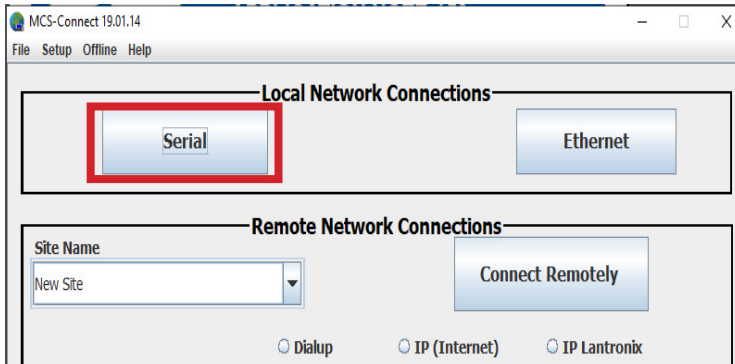 MCS-Connect 19.01.14
File Setup Offline Help
Local Network Connections
Serial Ethernet
Remote Network Connections
Site Name
New Site
Connect Remotely
Dialup IP (Internet) IP Lantronix